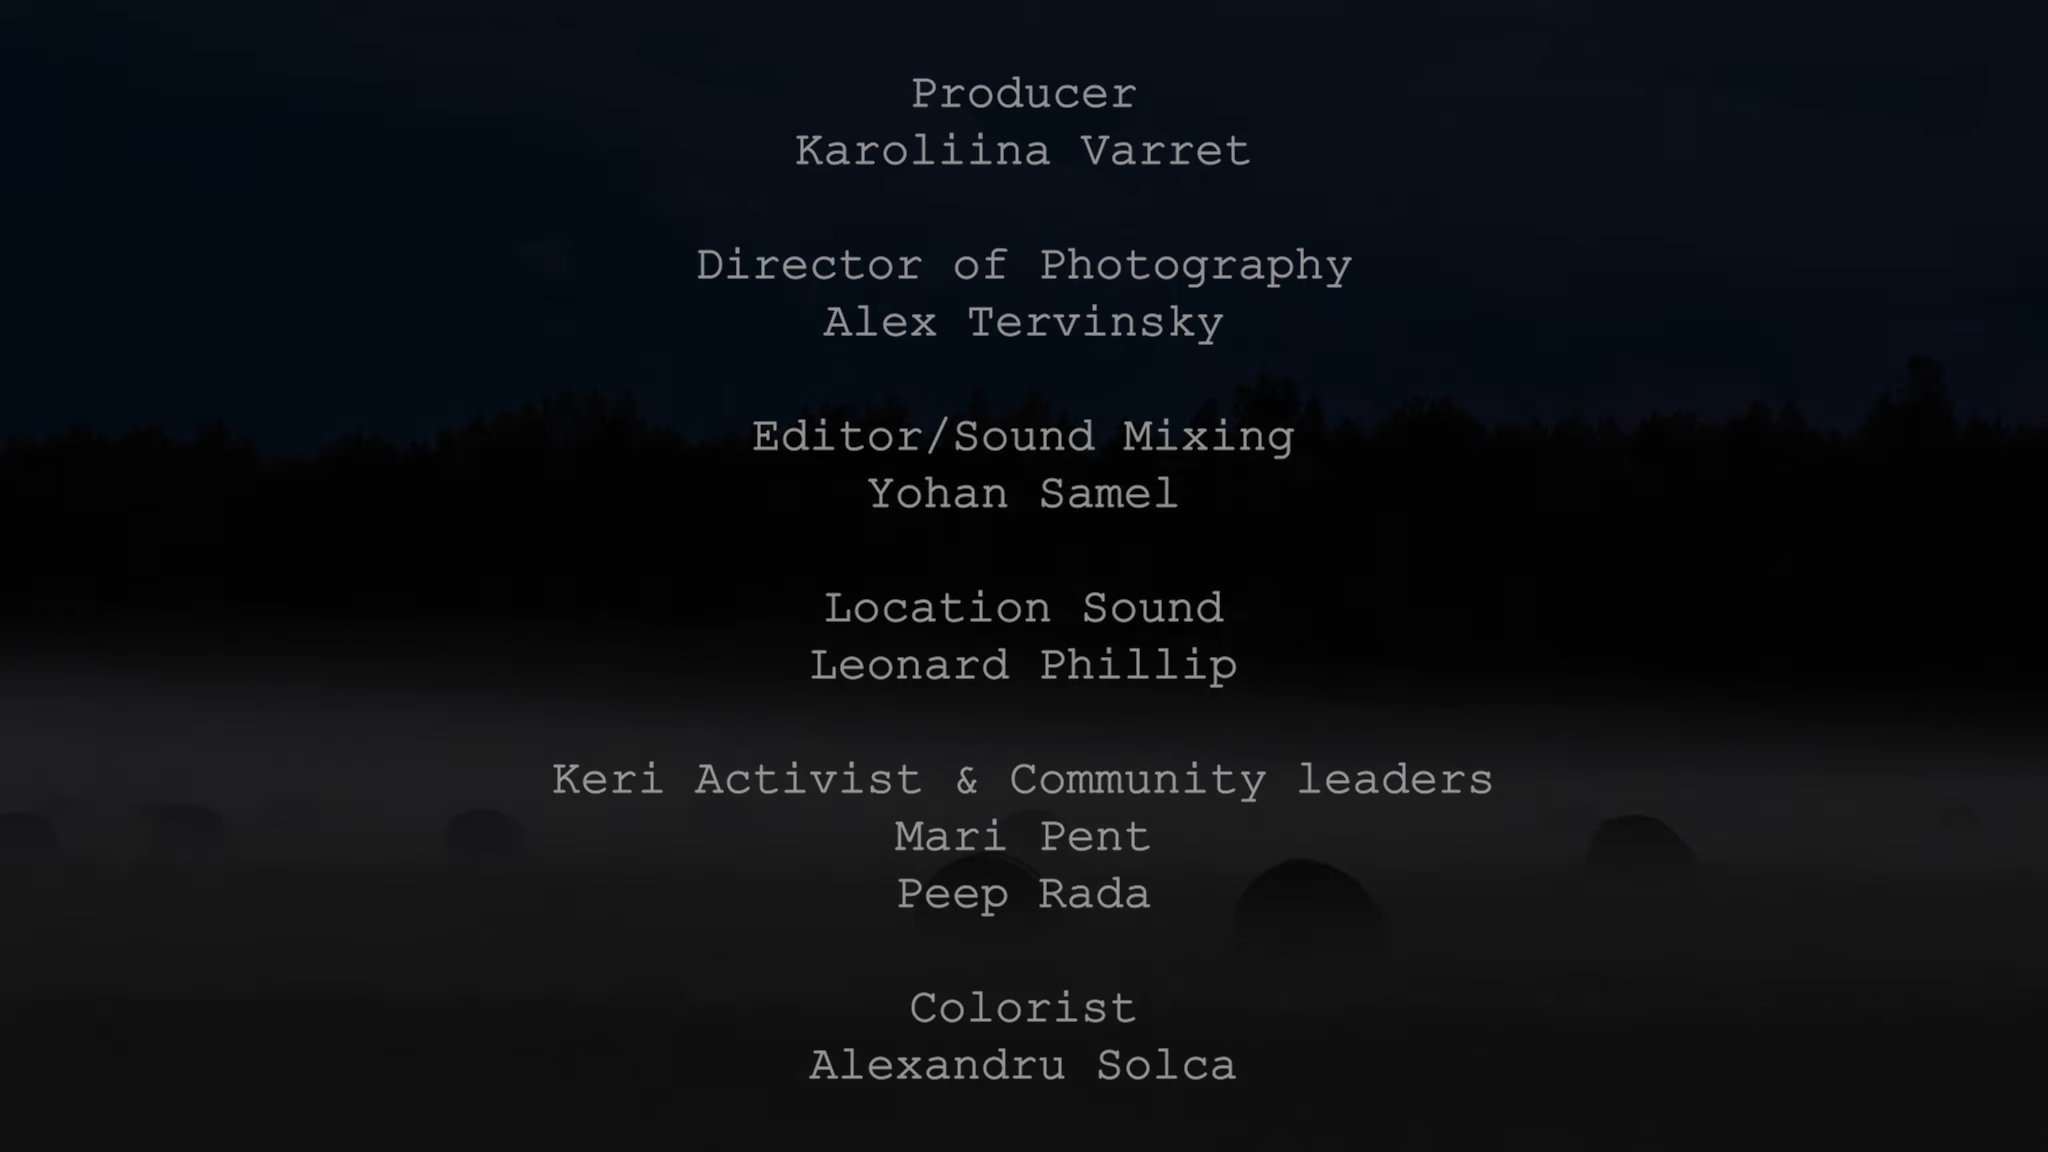 Producer
Karoliina Varret
Director of Photography
Alex Tervinsky
Editor/Sound Mixing
Yohan Samel
Location Sound
Leonard Phillip
Keri Activist & Community leaders
Mari Pent
Peep Rada
Colorist
Alexandru Solca